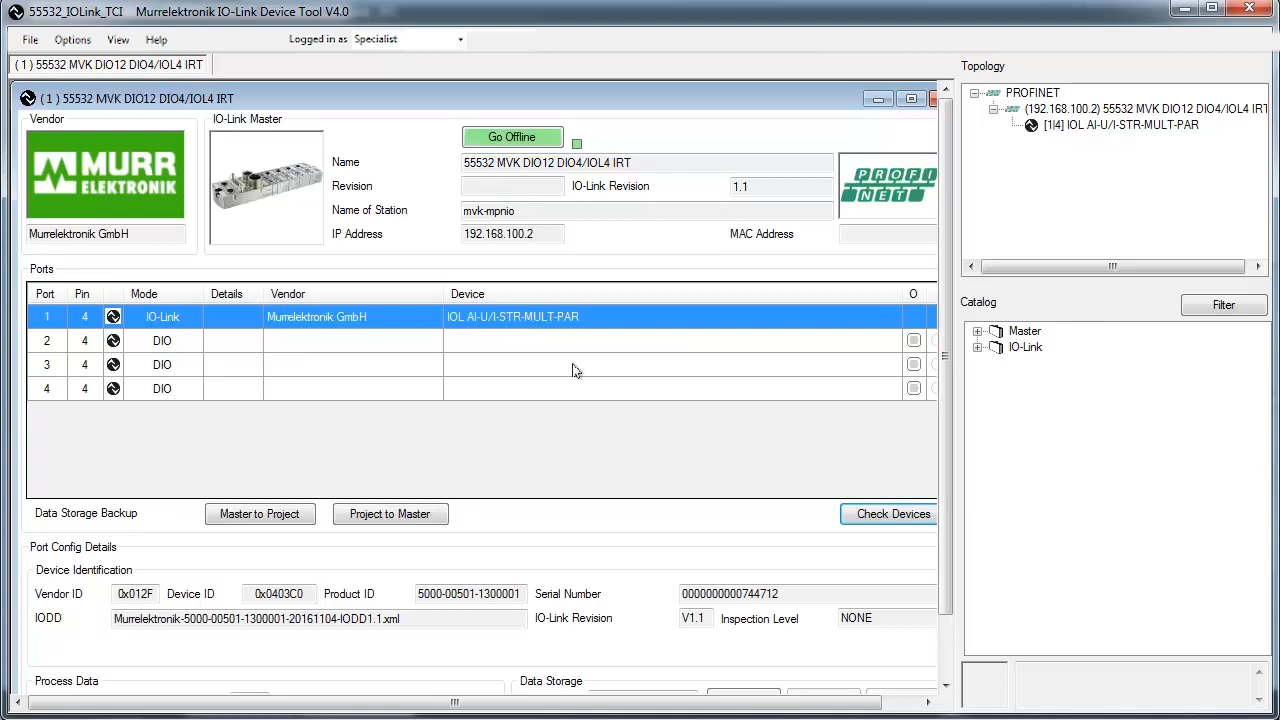 55532_IOLink_TCI Murrelektronik IO-Link Device Tool V4.0
File Options View Help Logged in as Specialist
(1) 55532 MVK DIO12 DIO4/IOL4 IRT
(1) 55532 MVK DIO12 DIO4/IOL4 IRT
Vendor
MURR
ELEKTRONIK
Murrelektronik GmbH
IO-Link Master
Go Offline
Name 55532 MVK DIO12 DIO4/IOL4 IRT
Revision IO-Link Revision 1.1
Name of Station mvk-mpnio
IP Address 192.168.100.2 MAC Address
PROFI
NET
Ports
Port Pin Mode Details Vendor Device O
1 4 IO-Link Murrelektronik GmbH IOL AI-U/I-STR-MULT-PAR
2 4 DIO
3 4 DIO
4 4 DIO
Data Storage Backup Master to Project Project to Master Check Devices
Port Config Details
Device Identification
Vendor ID 0x012F Device ID 0x0403C0 Product ID 5000-00501-1300001 Serial Number 0000000000744712
IODD Murrelektronik-5000-00501-1300001-20161104-IODD1.1.xml IO-Link Revision V1.1 Inspection Level NONE
Process Data Data Storage
Topology
PROFINET
(192.168.100.2) 55532 MVK DIO12 DIO4/IOL4 IRT
[1|4] IOL AI-U/I-STR-MULT-PAR
Catalog Filter
Master
IO-Link